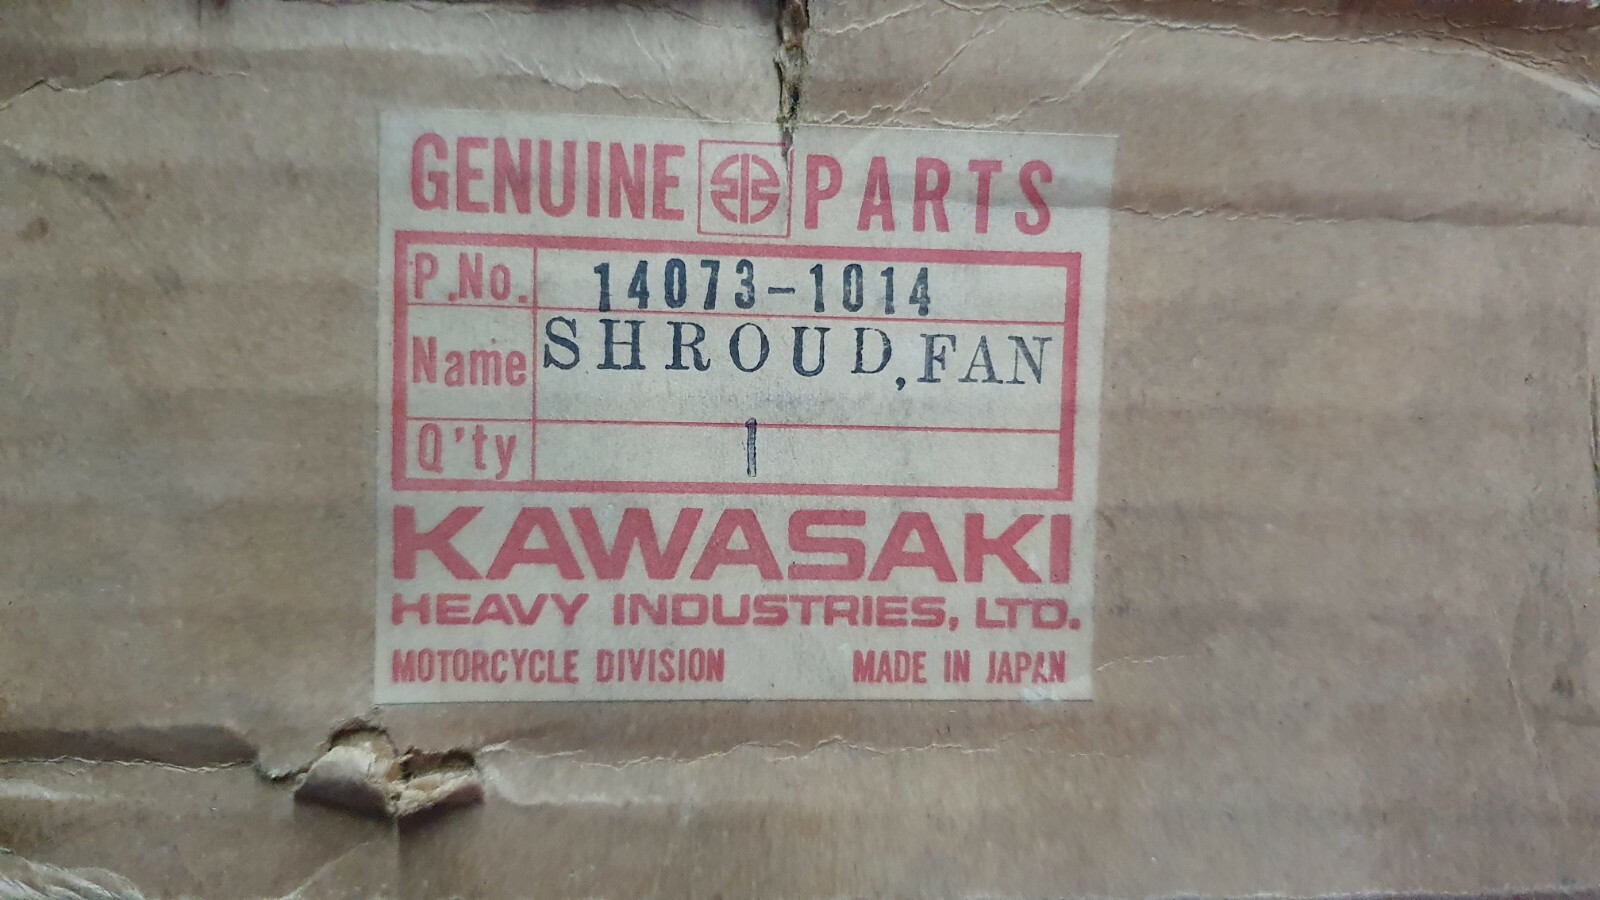 GENUINE PARTS
P.No. 14073-1014
Name SHROUD,FAN
Q'ty 1
KAWASAKI
HEAVY INDUSTRIES, LTD.
MOTORCYCLE DIVISION MADE IN JAPAN